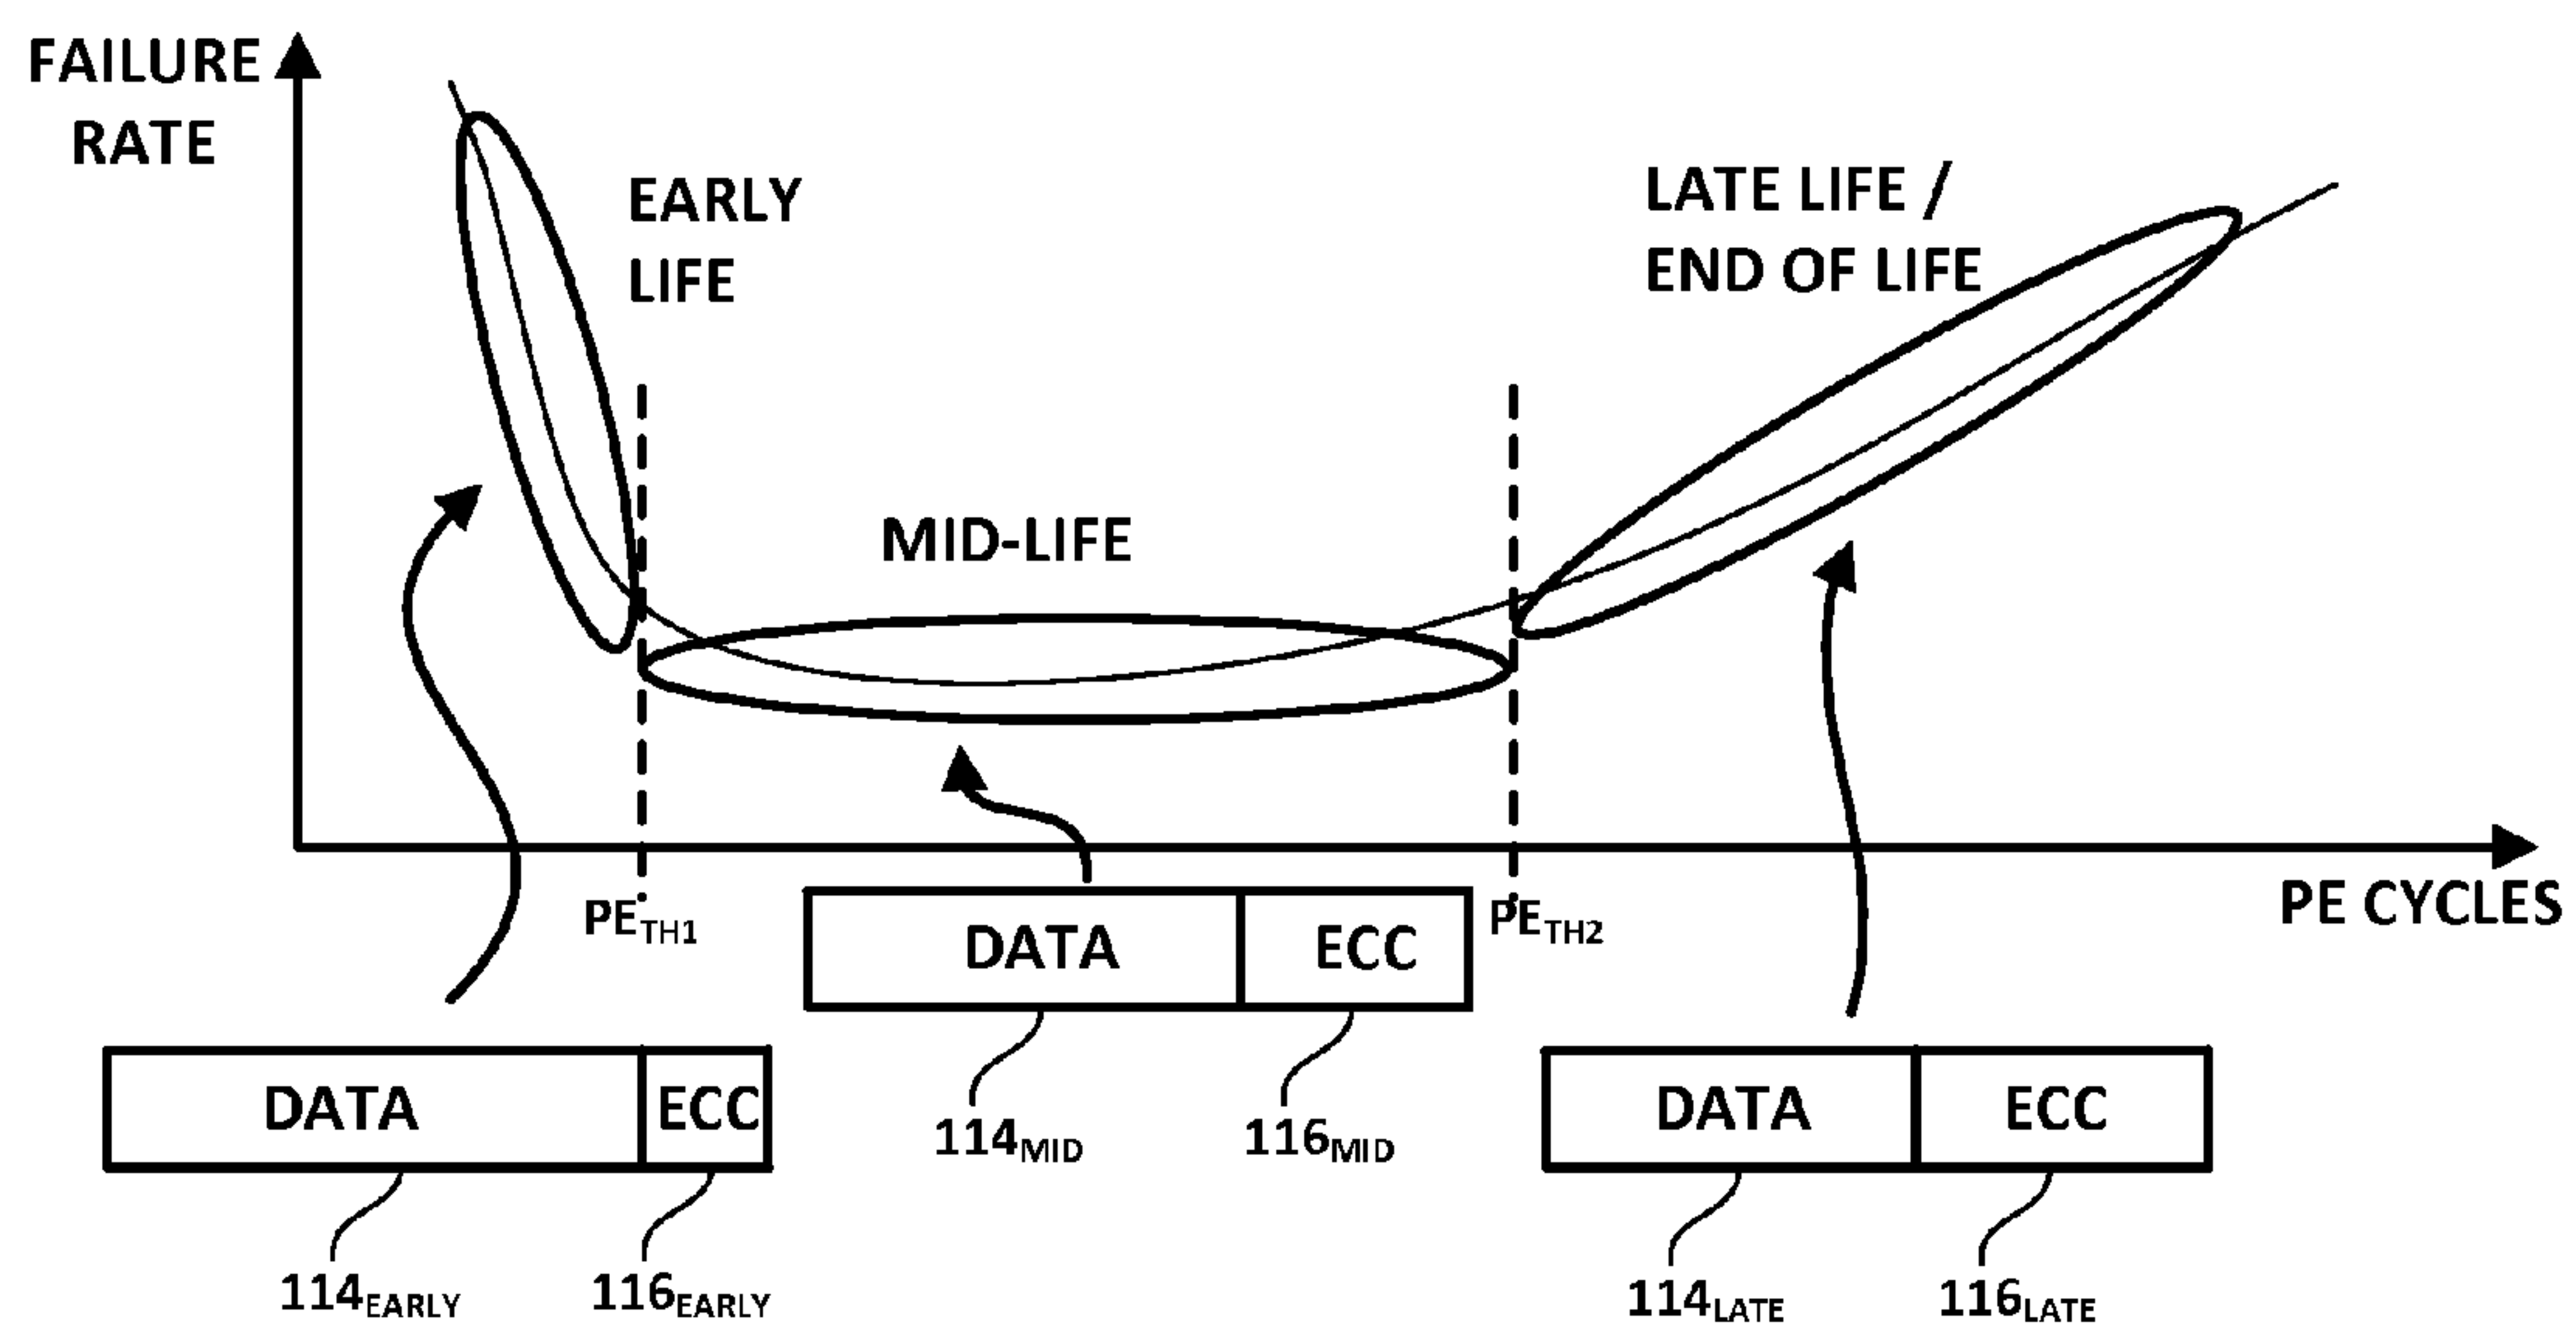 FAILURE
RATE
EARLY
LIFE
LATE LIFE /
END OF LIFE
MID-LIFE
PE CYCLES
PETH1
PETH2
DATA
ECC
114MID
116MID
DATA
ECC
114EARLY
116EARLY
DATA
ECC
114LATE
116LATE